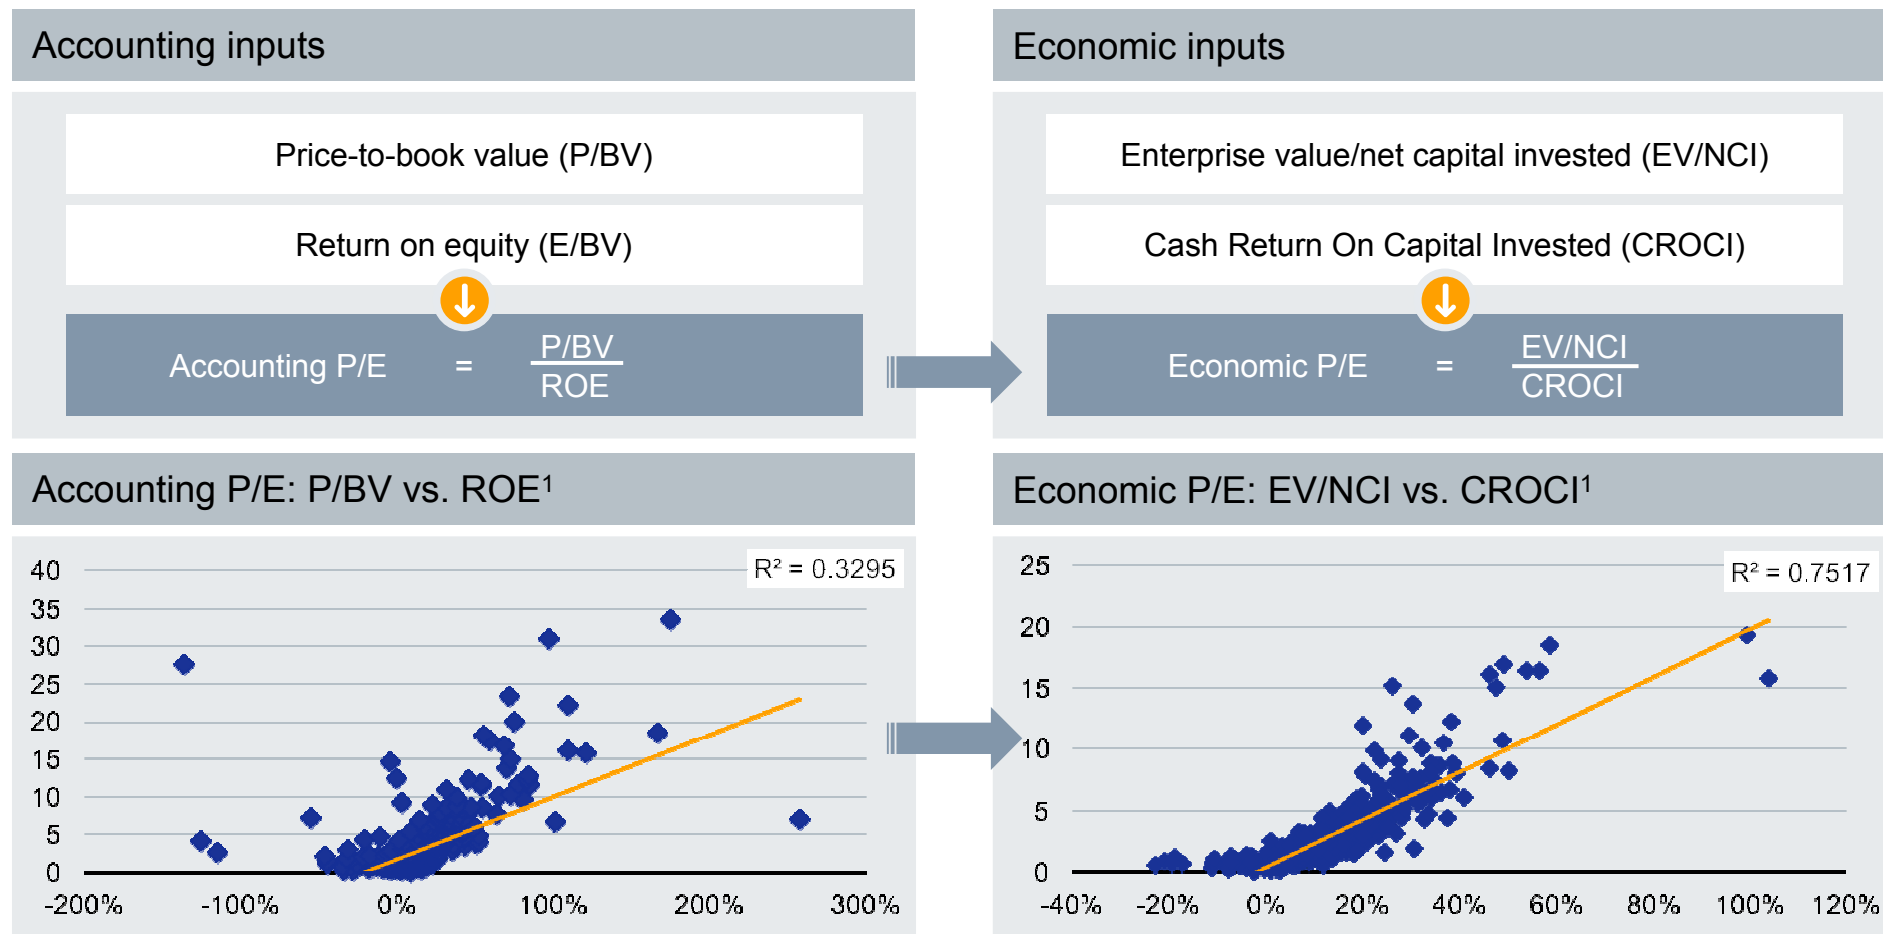 Accounting inputs
Price-to-book value (P/BV)
Return on equity (E/BV)
Accounting P/E = P/BV
ROE
Economic inputs
Enterprise value/net capital invested (EV/NCI)
Cash Return On Capital Invested (CROCI)
Economic P/E = EV/NCI
CROCI
Accounting P/E: P/BV vs. ROE¹
R² = 0.3295
40
35
30
25
20
15
10
5
0
-200% -100% 0% 100% 200% 300%
Economic P/E: EV/NCI vs. CROCI¹
R² = 0.7517
25
20
15
10
5
0
-40% -20% 0% 20% 40% 60% 80% 100% 120%